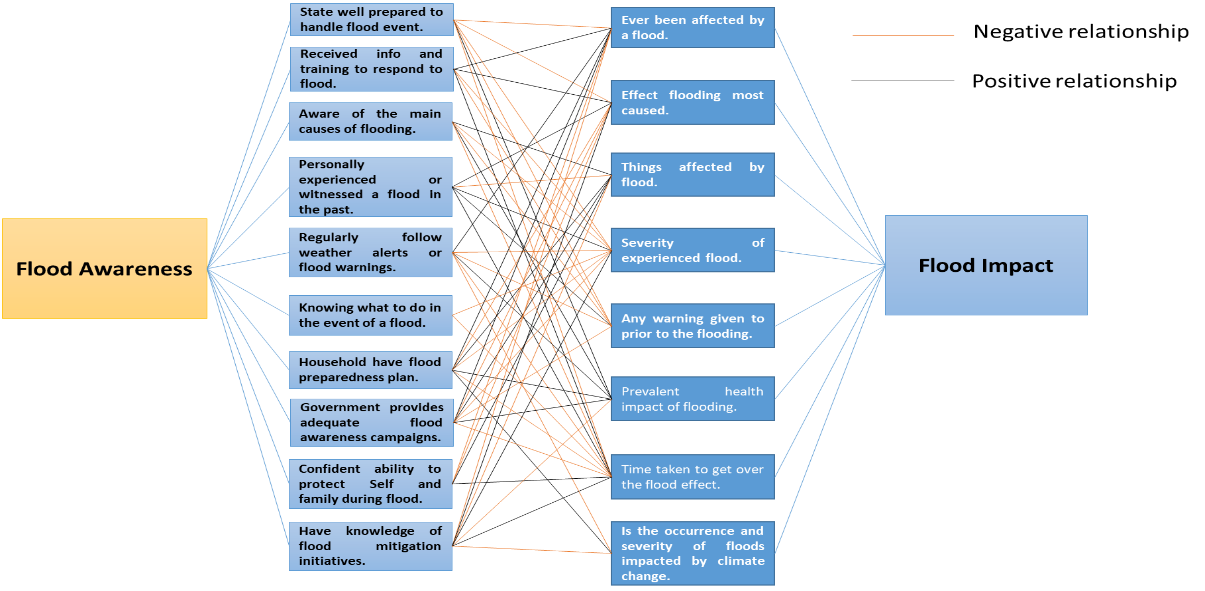 Flood Awareness
State well prepared to
handle flood event.
Received info and
training to respond to
flood.
Aware of the main
causes of flooding.
Personally
experienced or
witnessed a flood in
the past.
Regularly follow
weather alerts or
flood warnings.
Knowing what to do in
the event of a flood.
Household have flood
preparedness plan.
Government provides
adequate flood
awareness campaigns.
Confident ability to
protect Self and
family during flood.
Have knowledge of
flood mitigation
initiatives.
Ever been affected by
a flood.
Effect flooding most
caused.
Things affected by
flood.
Severity of
experienced flood.
Any warning given to
prior to the flooding.
Prevalent health
impact of flooding.
Time taken to get over
the flood effect.
Is the occurrence and
severity of floods
impacted by climate
change.
Flood Impact
Negative relationship
Positive relationship